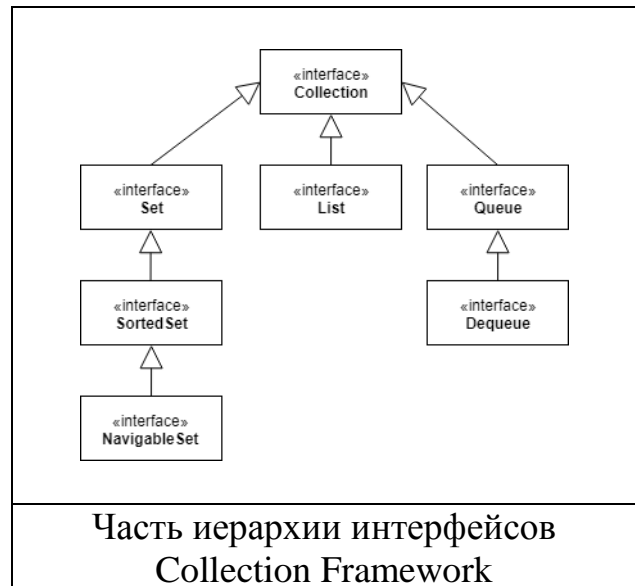 «interface»
Collection
«interface»
Set
«interface»
List
«interface»
Queue
«interface»
SortedSet
«interface»
Dequeue
«interface»
NavigableSet
Часть иерархии интерфейсов
Collection Framework